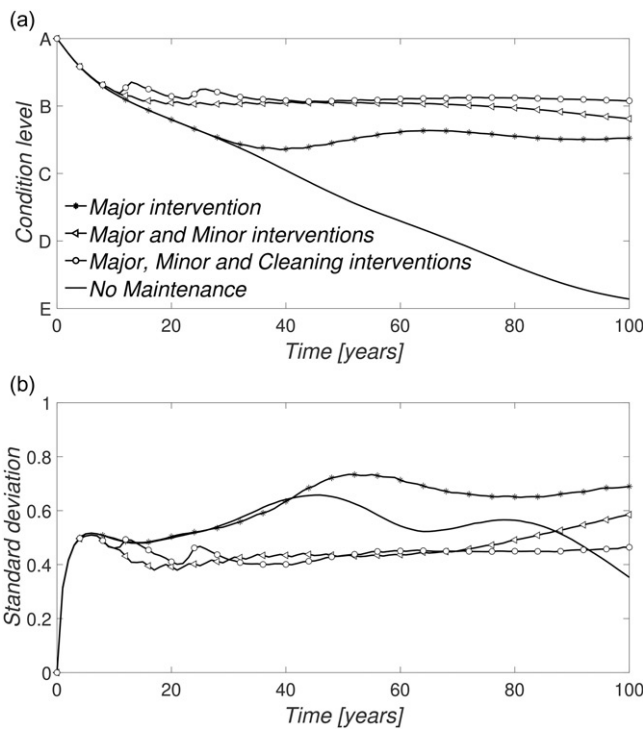 (a)
A
B
C
D
E
Condition level
Major intervention
Major and Minor interventions
Major, Minor and Cleaning interventions
No Maintenance
0 20 40 60 80 100
Time [years]
(b)
1
0.8
0.6
0.4
0.2
0
Standard deviation
0 20 40 60 80 100
Time [years]